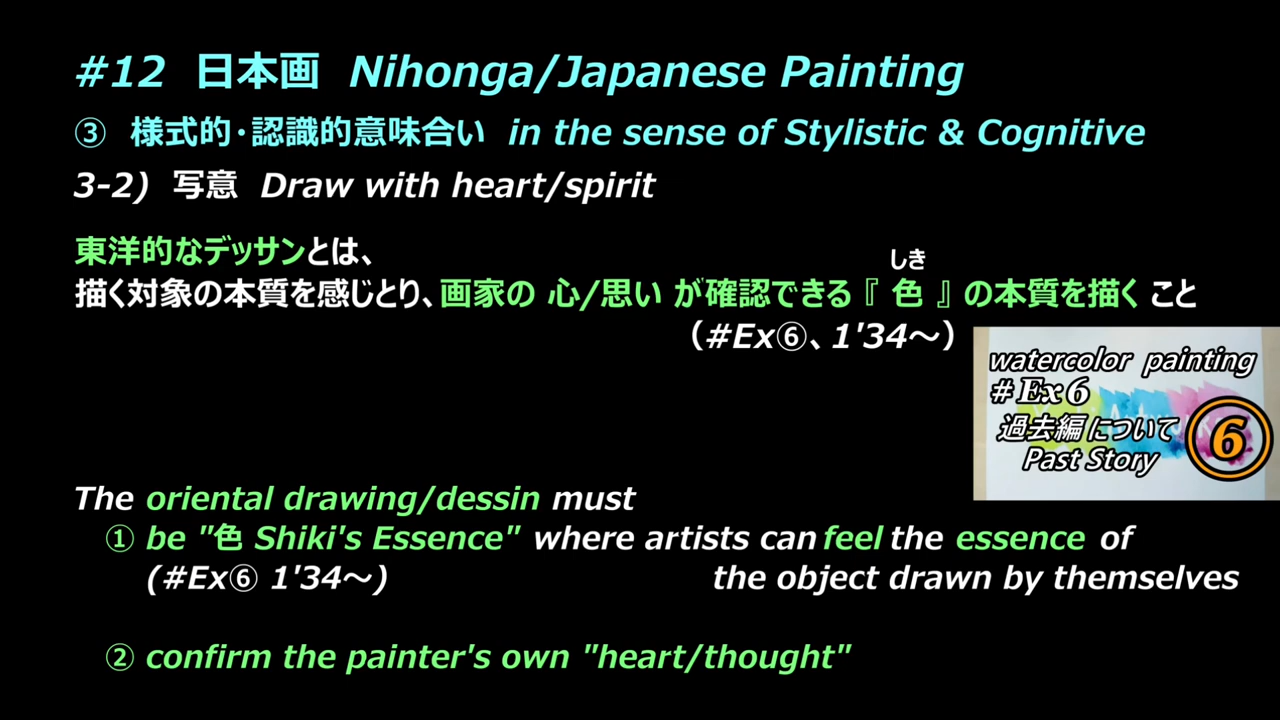 #12 日本画 Nihonga/Japanese Painting
③ 様式的・認識的意味合い in the sense of Stylistic & Cognitive
3-2) 写意 Draw with heart/spirit
東洋的なデッサンとは、
しき
描く対象の本質を感じとり、画家の 心/思い が確認できる『 色 』の本質を描く こと
（#Ex⑥、1'34～）
watercolor painting
#Ex6
過去編について
Past Story
6
The oriental drawing/dessin must
① be "色 Shiki's Essence" where artists can feel the essence of
(#Ex⑥ 1'34～) the object drawn by themselves
② confirm the painter's own "heart/thought"